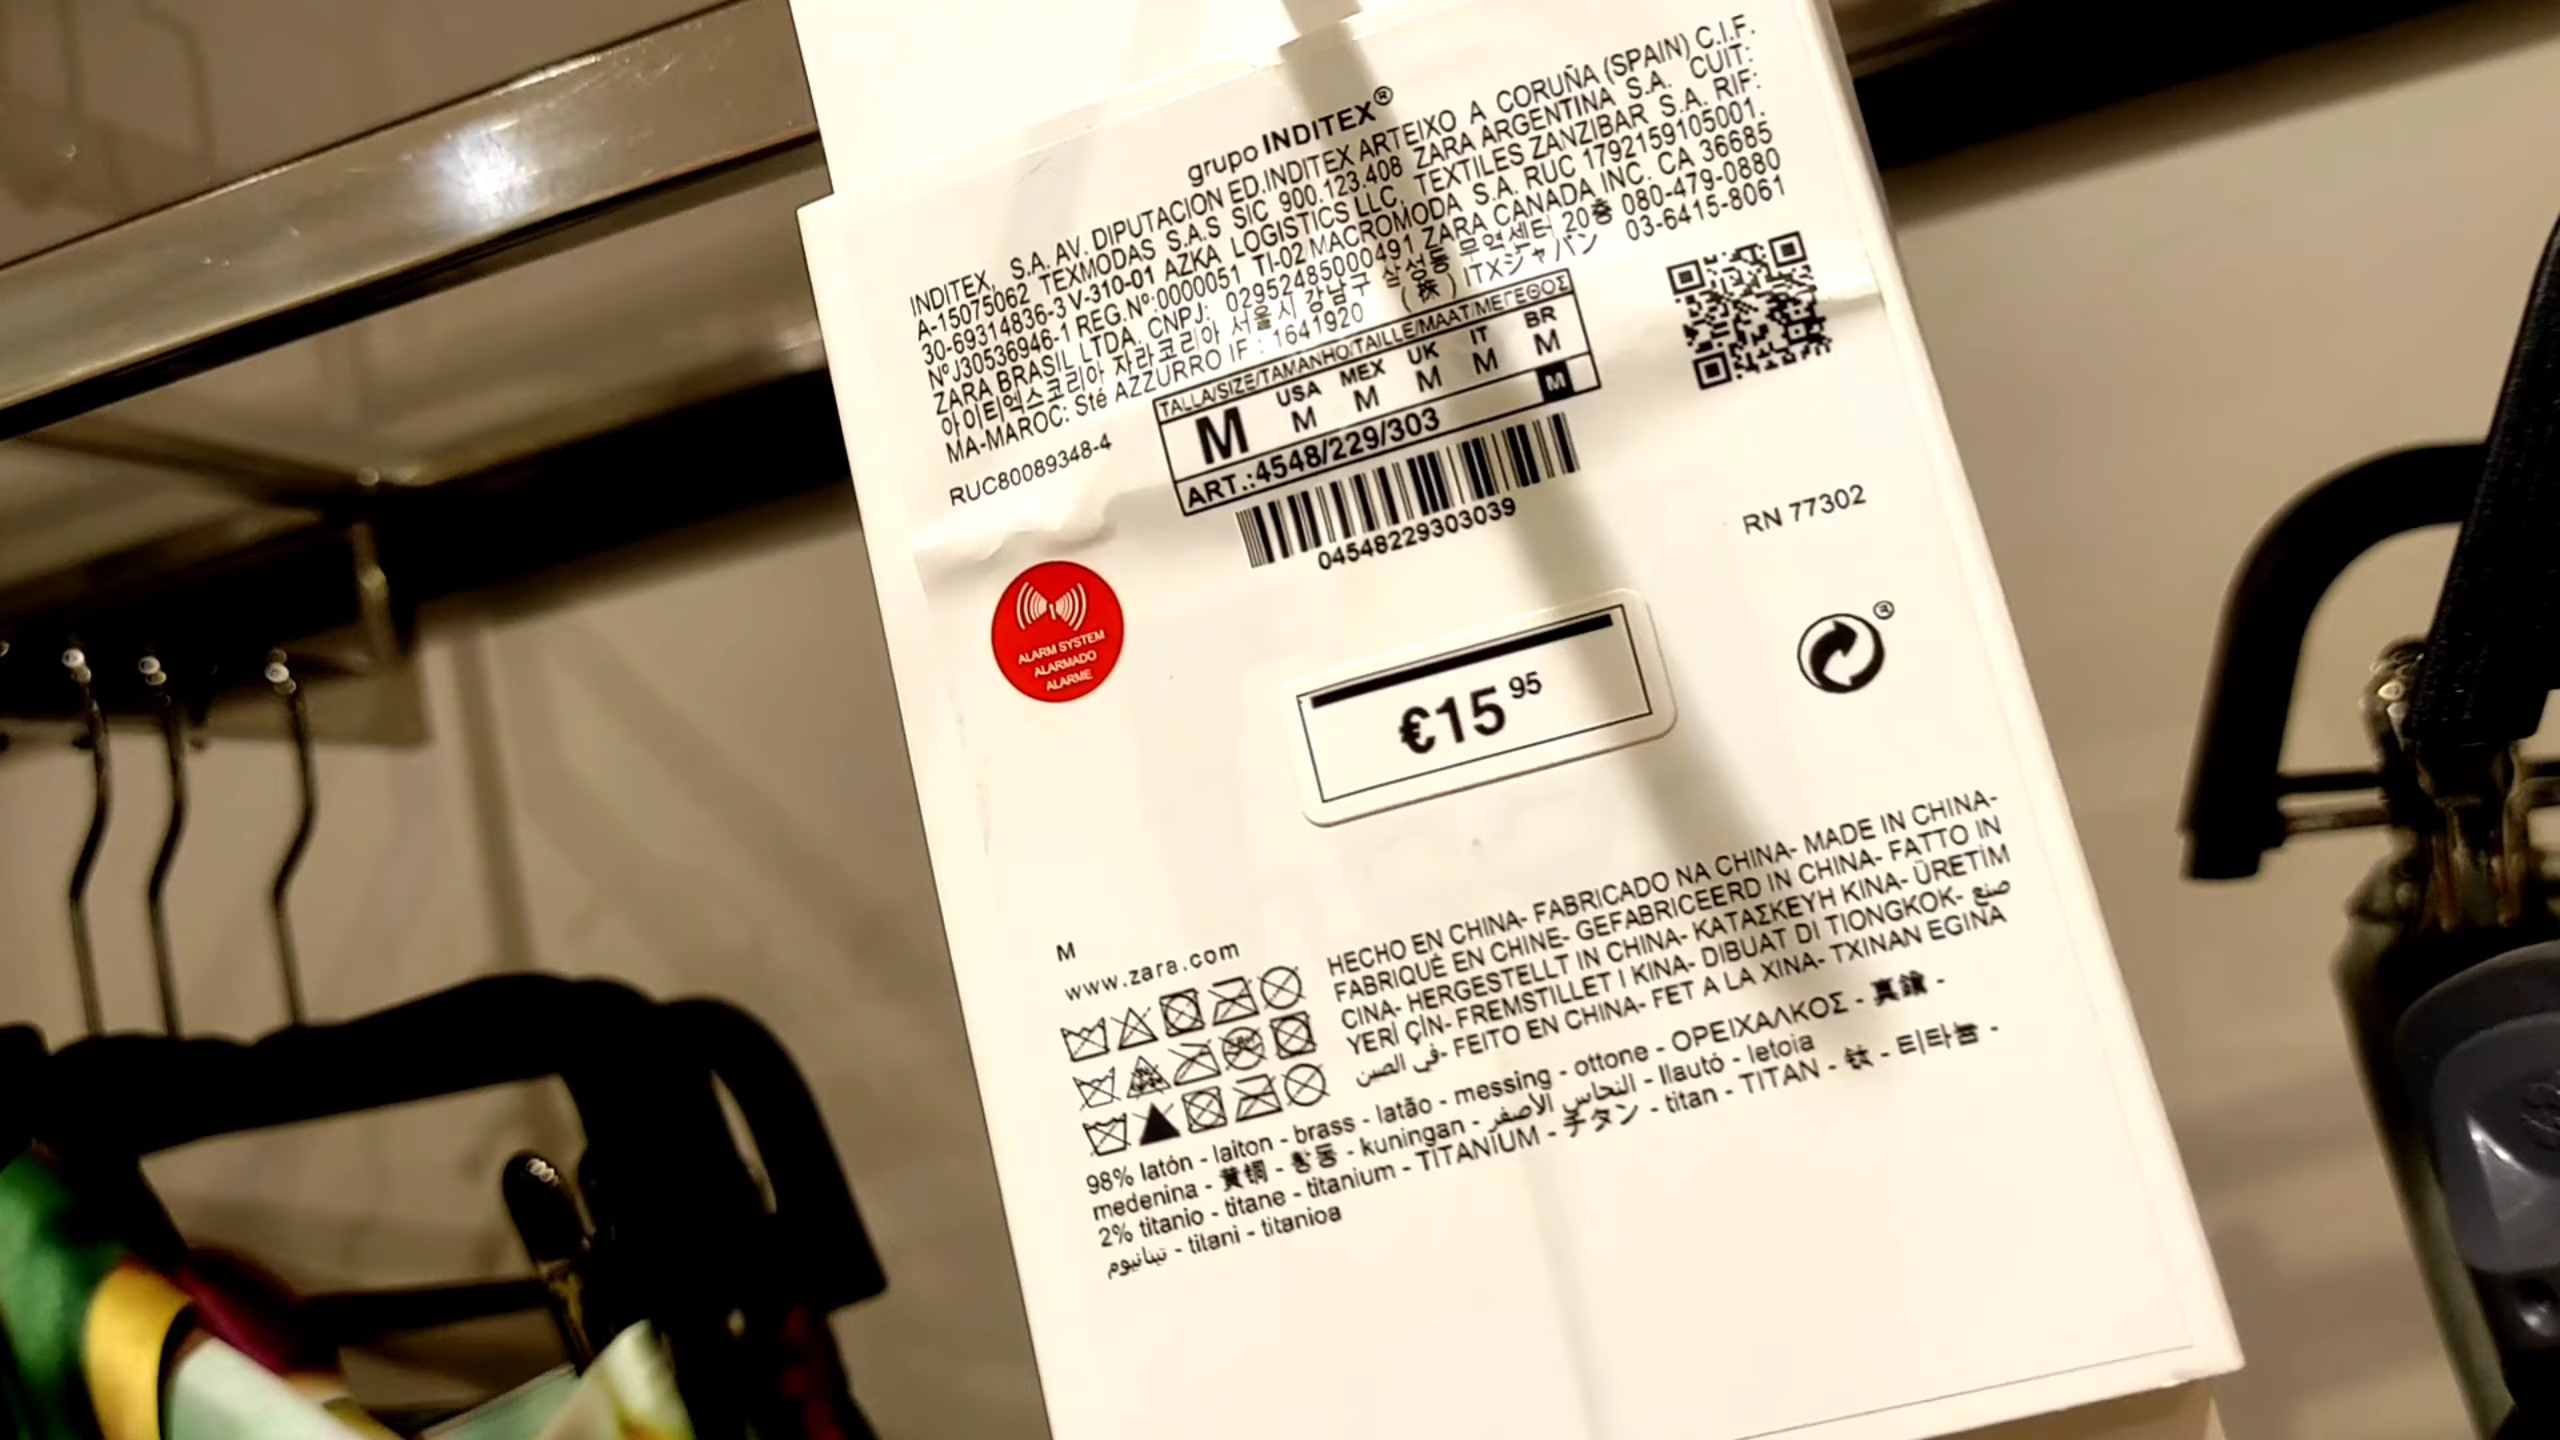 grupo INDITEX®
INDITEX, S.A. AV. DIPUTACION ED.INDITEX ARTEIXO A CORUÑA (SPAIN) C.I.F.
A-15075062 TEXMODAS S.A.S SIC 900.123.408 ZARA ARGENTINA S.A. CUIT:
30-69314836-3 V-310-01 AZKA LOGISTICS LLC, TEXTILES ZANZIBAR S.A. RIF:
NºJ30536946-1 REG.Nº:0000051 TI-02 MACROMODA S.A. RUC 1792159105001.
ZARA BRASIL LTDA, CNPJ: 02952485000491 ZARA CANADA INC. CA 36685
아이티엑스코리아 자라코리아 서울시 강남구 삼성동 무역센터 20층 080-479-0880
MA-MAROC: Sté AZZURRO IF : 1641920 (株) ITXジャパン 03-6415-8061
RUC80089348-4
TALLA/SIZE/TAMANHO/TAILLE/MAAT/ΜΕΓΕΘΟΣ
M USA M MEX M UK M IT M BR M
ART.:4548/229/303 M
04548229303039
RN 77302
ALARM SYSTEM
ALARMADO
ALARME
€15 95
M
www.zara.com
HECHO EN CHINA- FABRICADO NA CHINA- MADE IN CHINA-
FABRIQUÉ EN CHINE- GEFABRICEERD IN CHINA- FATTO IN
CINA- HERGESTELLT IN CHINA- ΚΑΤΑΣΚΕΥΗ ΚΙΝΑ- ÜRETİM
YERİ ÇİN- FREMSTILLET I KINA- DIBUAT DI TIONGKOK- صنع
في الصين- FEITO EN CHINA- FET A LA XINA- TXINAN EGINA
98% latón - laiton - brass - latão - messing - ottone - ΟΡΕΙΧΑΛΚΟΣ - 真鍮 -
medenina - 黄铜 - 황동 - kuningan - النحاس الأصفر - llautó - letoia
2% titanio - titane - titanium - TITANİUM - チタン - titan - TITAN - 钛 - 티타늄 -
تيتانيوم - titani - titanioa